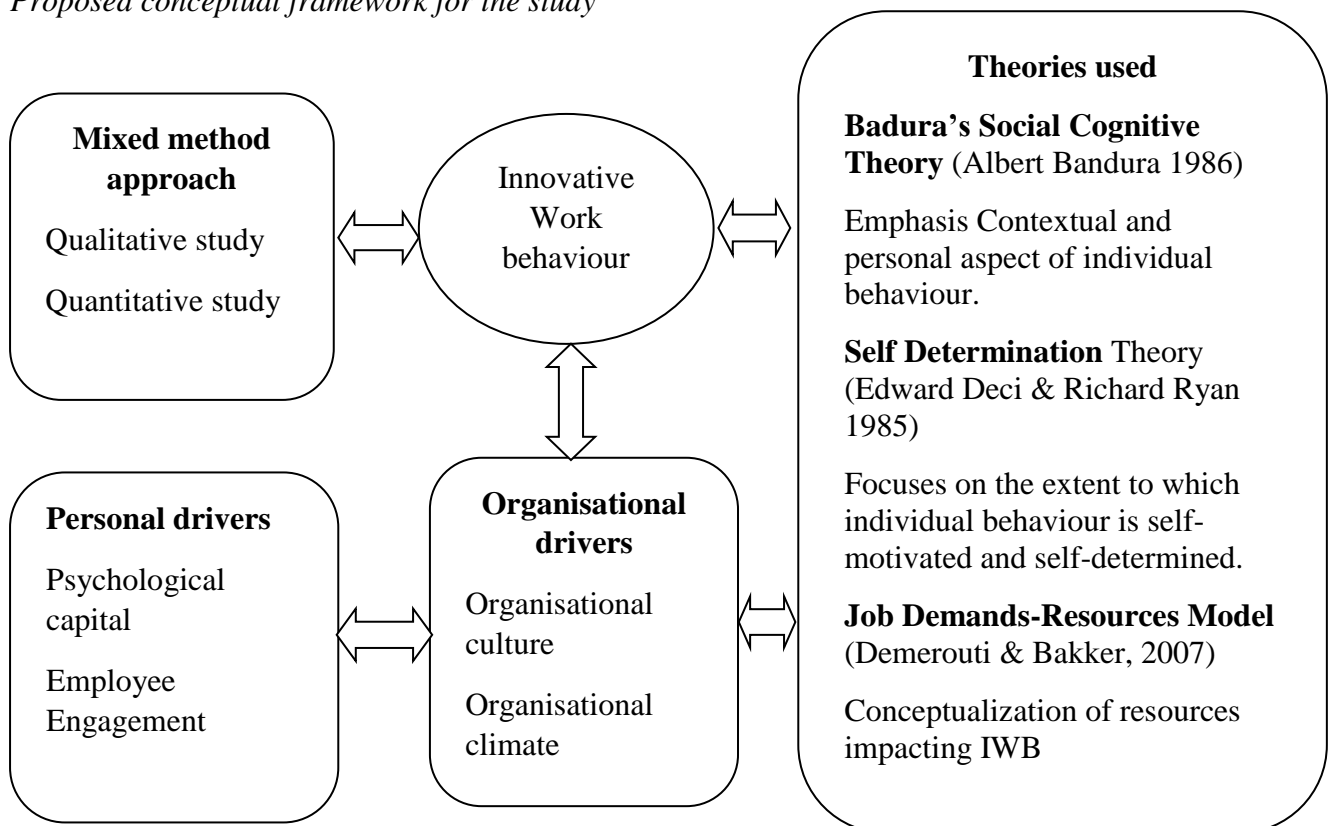 Proposed conceptual framework for the study
Mixed method
approach
Qualitative study
Quantitative study
Innovative
Work
behaviour
Theories used
Badura’s Social Cognitive
Theory (Albert Bandura 1986)
Emphasis Contextual and
personal aspect of individual
behaviour.
Self Determination Theory
(Edward Deci & Richard Ryan
1985)
Focuses on the extent to which
individual behaviour is self-
motivated and self-determined.
Job Demands-Resources Model
(Demerouti & Bakker, 2007)
Conceptualization of resources
impacting IWB
Personal drivers
Psychological
capital
Employee
Engagement
Organisational
drivers
Organisational
culture
Organisational
climate